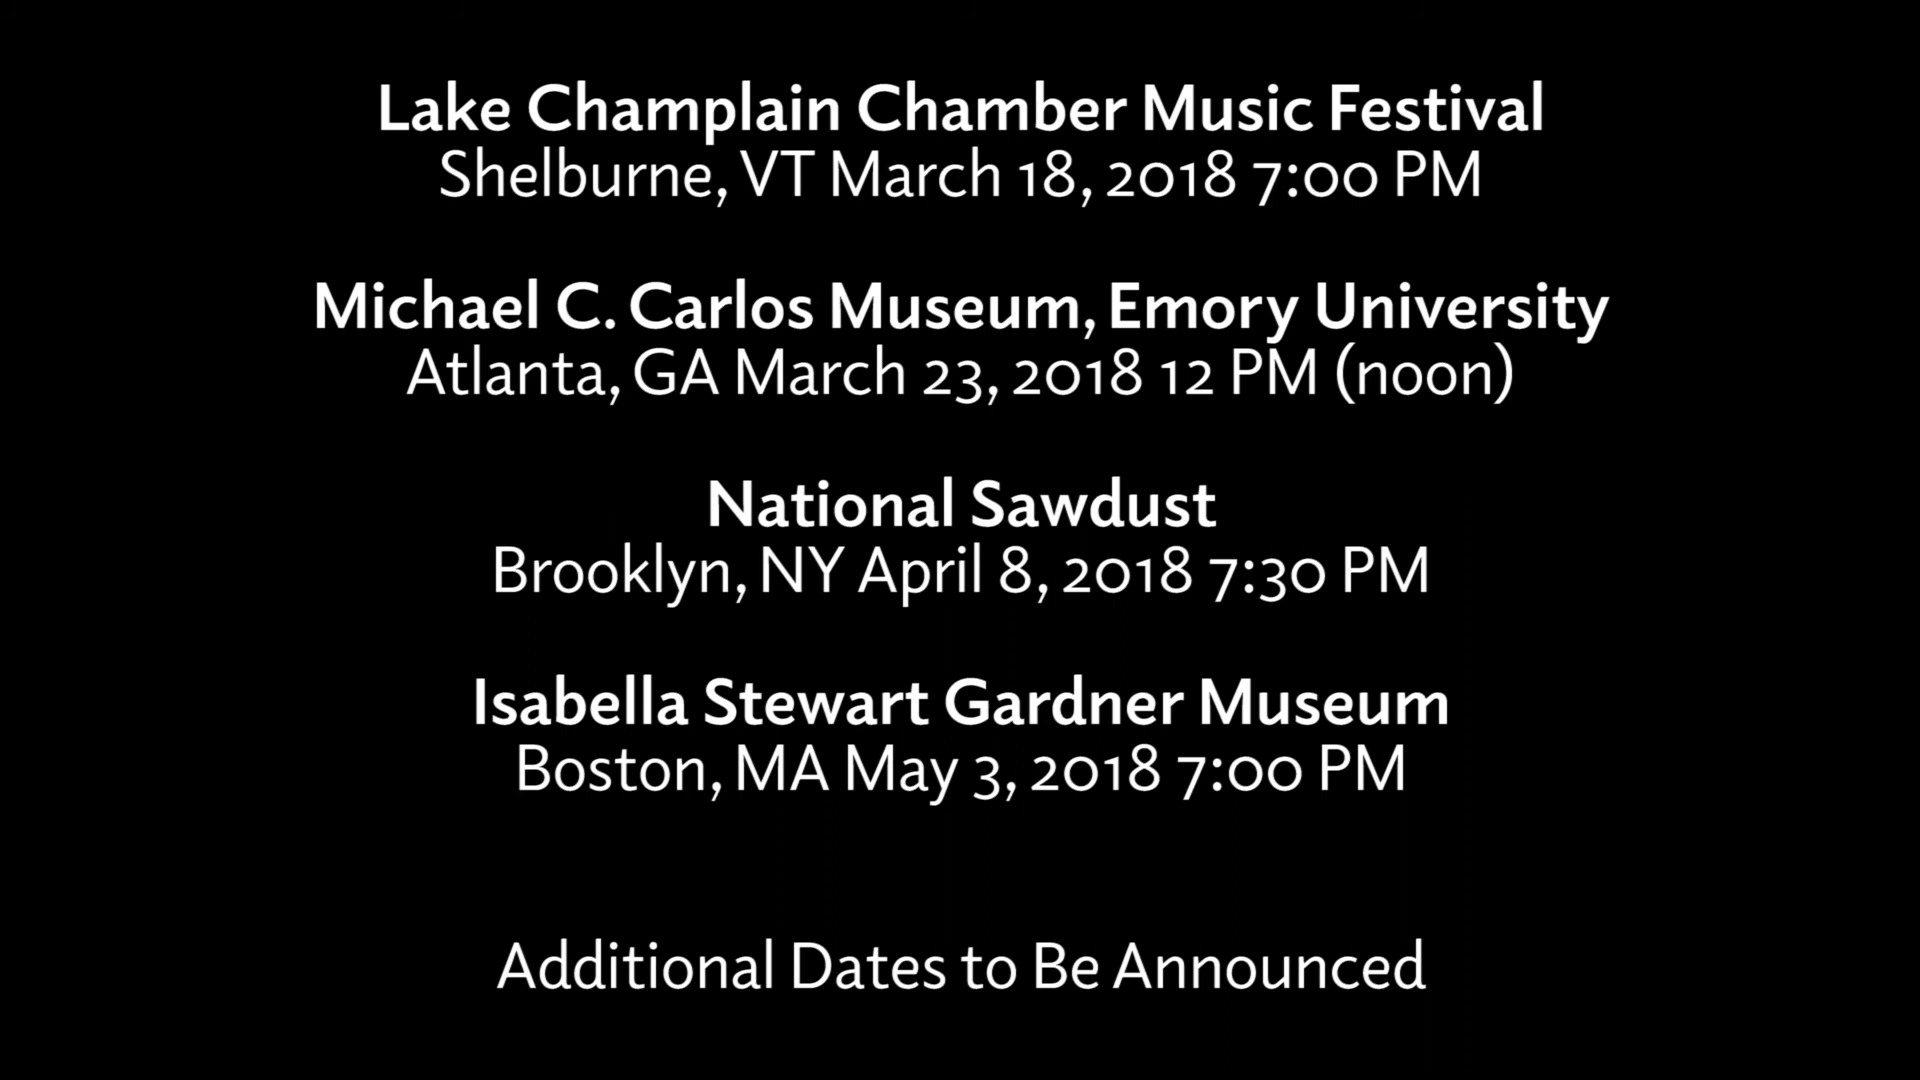 Lake Champlain Chamber Music Festival
Shelburne, VT March 18, 2018 7:00 PM
Michael C. Carlos Museum, Emory University
Atlanta, GA March 23, 2018 12 PM (noon)
National Sawdust
Brooklyn, NY April 8, 2018 7:30 PM
Isabella Stewart Gardner Museum
Boston, MA May 3, 2018 7:00 PM
Additional Dates to Be Announced